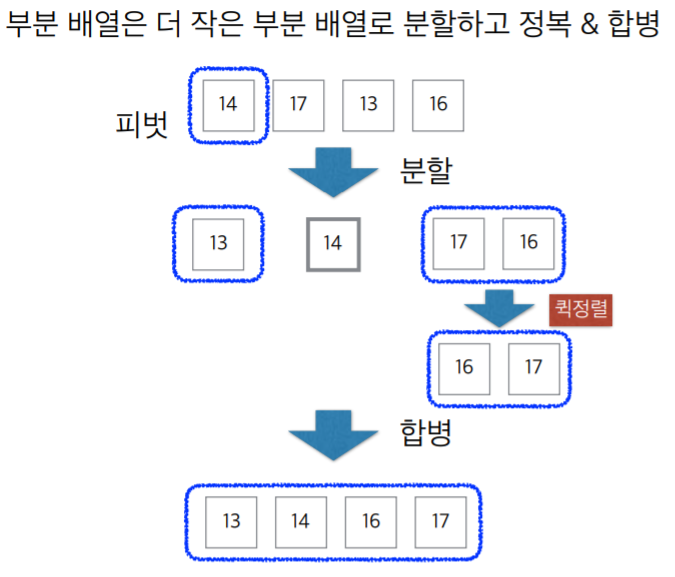 부분 배열은 더 작은 부분 배열로 분할하고 정복 & 합병
피벗 14 17 13 16
분할
13 14 17 16
퀵정렬
16 17
합병
13 14 16 17